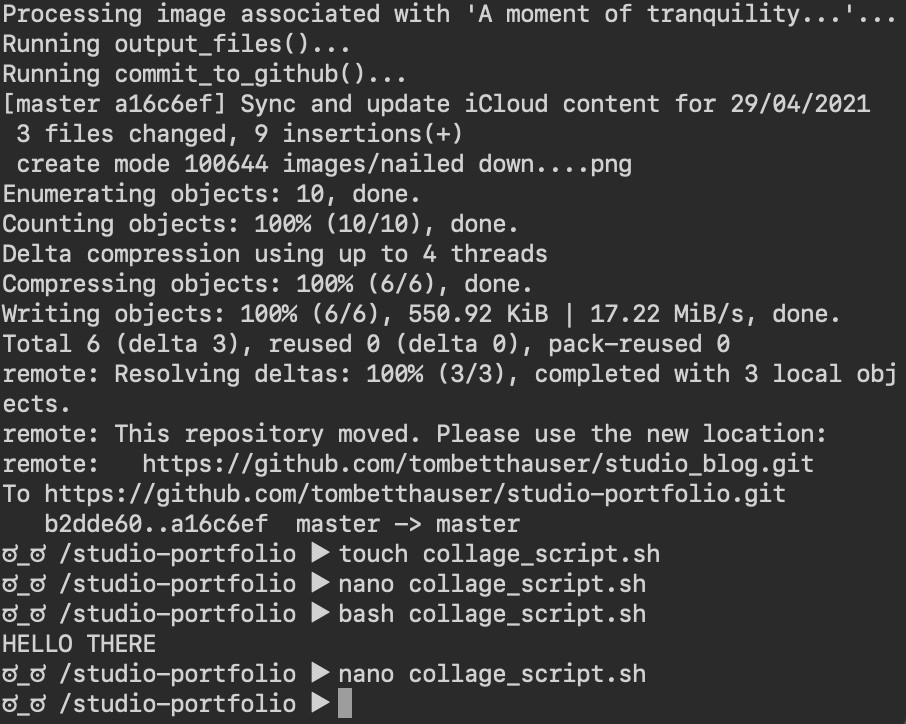 Processing image associated with 'A moment of tranquility...'...
Running output_files()...
Running commit_to_github()...
[master a16c6ef] Sync and update iCloud content for 29/04/2021
 3 files changed, 9 insertions(+)
 create mode 100644 images/nailed down....png
Enumerating objects: 10, done.
Counting objects: 100% (10/10), done.
Delta compression using up to 4 threads
Compressing objects: 100% (6/6), done.
Writing objects: 100% (6/6), 550.92 KiB | 17.22 MiB/s, done.
Total 6 (delta 3), reused 0 (delta 0), pack-reused 0
remote: Resolving deltas: 100% (3/3), completed with 3 local obj
ects.
remote: This repository moved. Please use the new location:
remote:   https://github.com/tombetthauser/studio_blog.git
To https://github.com/tombetthauser/studio-portfolio.git
   b2dde60..a16c6ef  master -> master
ಠ_ಠ /studio-portfolio ▶ touch collage_script.sh
ಠ_ಠ /studio-portfolio ▶ nano collage_script.sh
ಠ_ಠ /studio-portfolio ▶ bash collage_script.sh
HELLO THERE
ಠ_ಠ /studio-portfolio ▶ nano collage_script.sh
ಠ_ಠ /studio-portfolio ▶